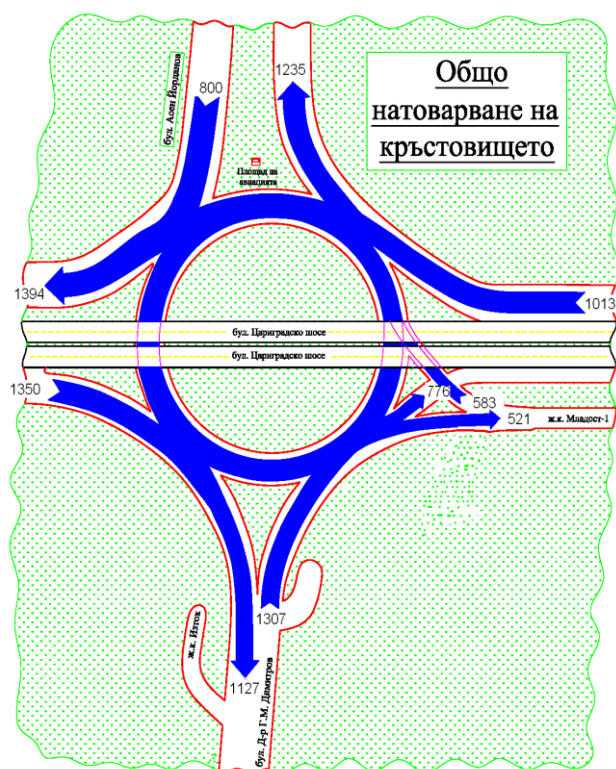 Общо
натоварване на
кръстовището
800
1235
бул. Асен Йорданов
Площад на
авиацията
1394
1013
бул. Цариградско шосе
бул. Цариградско шосе
1350
776
583
521
ж.к. Младост-1
1307
ж.к. Изток
1127
бул. Д-р Г.М. Димитров